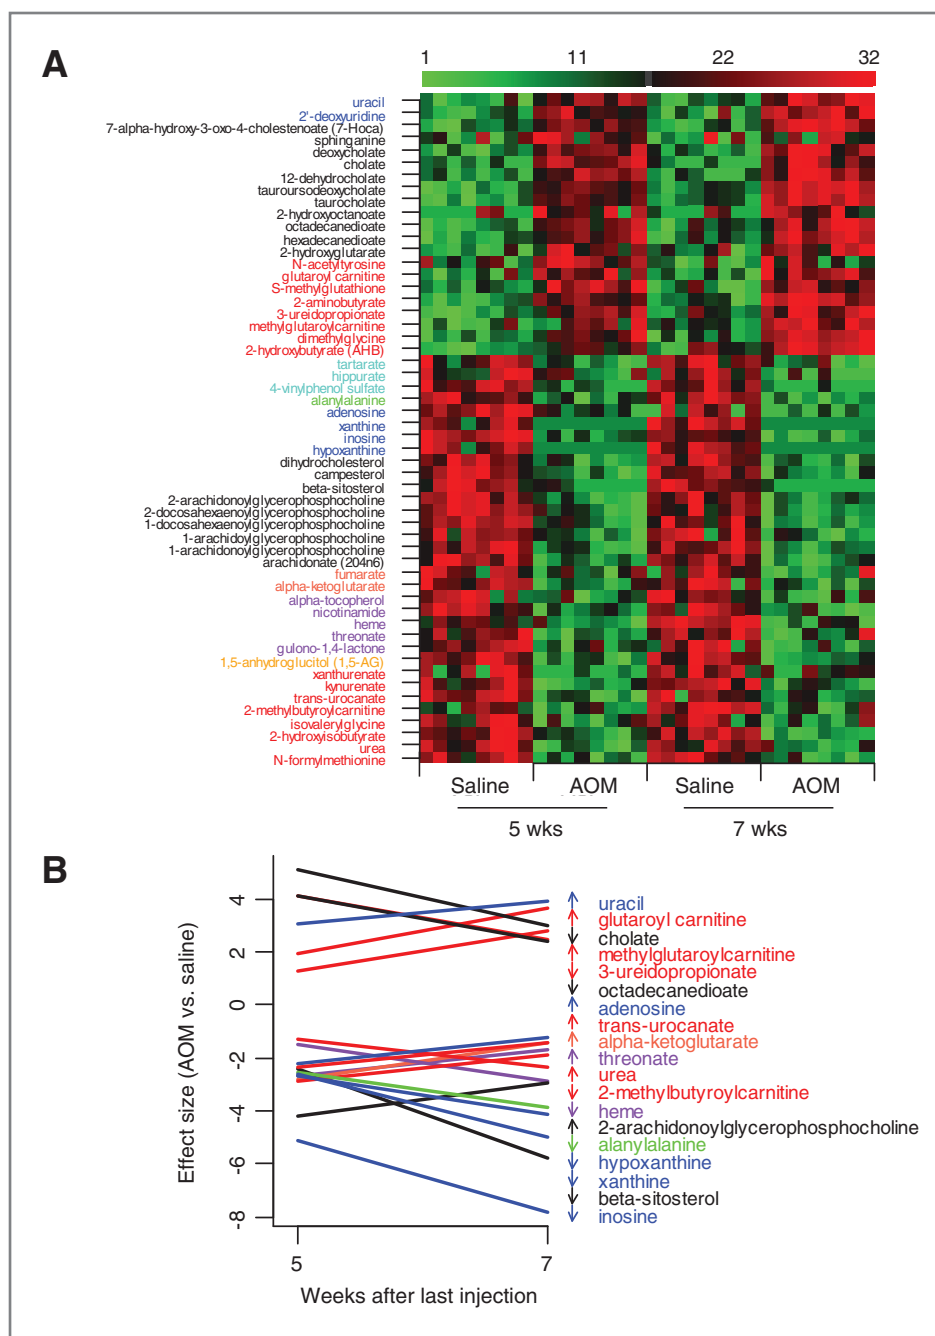 A
1 11 22 32
uracil
2'-deoxyuridine
7-alpha-hydroxy-3-oxo-4-cholestenoate (7-Hoca)
sphinganine
deoxycholate
cholate
12-dehydrocholate
tauroursodeoxycholate
taurocholate
2-hydroxyoctanoate
octadecanedioate
hexadecanedioate
2-hydroxyglutarate
N-acetyltyrosine
glutaroyl carnitine
S-methylglutathione
2-aminobutyrate
3-ureidopropionate
methylglutaroylcarnitine
dimethylglycine
2-hydroxybutyrate (AHB)
tartarate
hippurate
4-vinylphenol sulfate
alanylalanine
adenosine
xanthine
inosine
hypoxanthine
dihydrocholesterol
campesterol
beta-sitosterol
2-arachidonoylglycerophosphocholine
2-docosahexaenoylglycerophosphocholine
1-docosahexaenoylglycerophosphocholine
1-arachidoylglycerophosphocholine
1-arachidonoylglycerophosphocholine
arachidonate (204n6)
fumarate
alpha-ketoglutarate
alpha-tocopherol
nicotinamide
heme
threonate
gulono-1,4-lactone
1,5-anhydroglucitol (1,5-AG)
xanthurenate
kynurenate
trans-urocanate
2-methylbutyroylcarnitine
isovalerylglycine
2-hydroxyisobutyrate
urea
N-formylmethionine
Saline AOM Saline AOM
5 wks 7 wks
B
Effect size (AOM vs. saline)
4
2
0
-2
-4
-6
-8
5 7
Weeks after last injection
uracil
glutaroyl carnitine
cholate
methylglutaroylcarnitine
3-ureidopropionate
octadecanedioate
adenosine
trans-urocanate
alpha-ketoglutarate
threonate
urea
2-methylbutyroylcarnitine
heme
2-arachidonoylglycerophosphocholine
alanylalanine
hypoxanthine
xanthine
beta-sitosterol
inosine